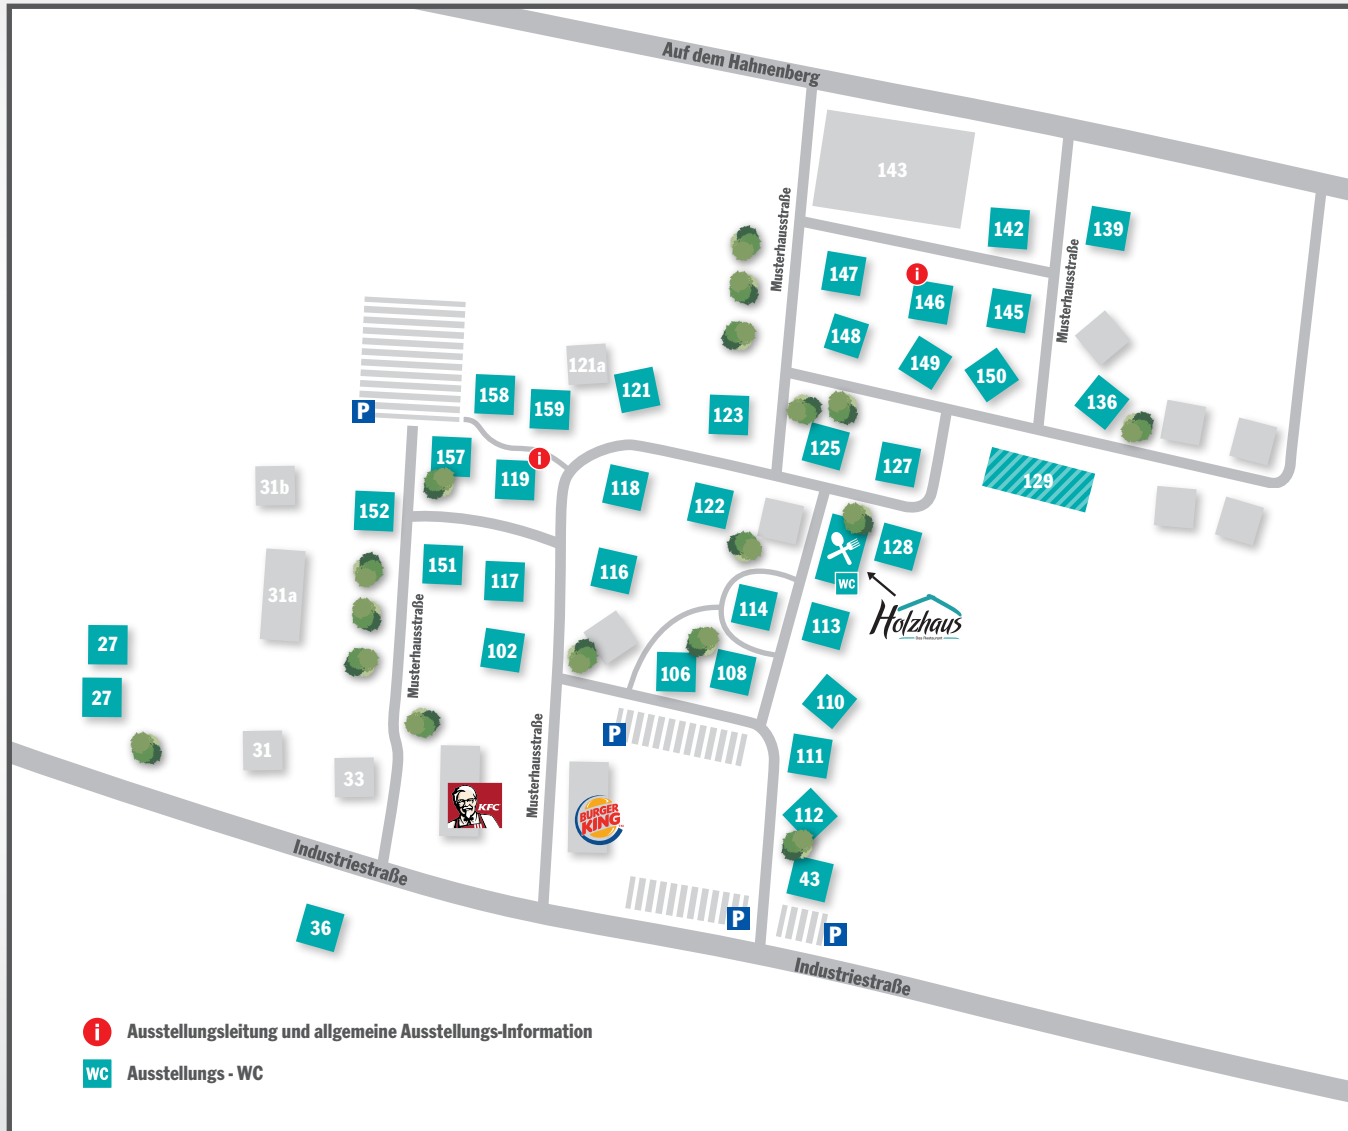 Auf dem Hahnenberg
143
Musterhausstraße
142
139
147
i
146
145
Musterhausstraße
148
149
150
121a
121
158
159
123
136
P
125
127
157
i
119
129
31b
118
152
122
128
151
117
116
WC
31a
114
113
Holzhaus
Das Restaurant
Musterhausstraße
27
102
106
108
27
110
P
31
111
33
Musterhausstraße
KFC
BURGER
KING
112
43
Industriestraße
P
36
P
Industriestraße
i Ausstellungsleitung und allgemeine Ausstellungs-Information
WC Ausstellungs - WC